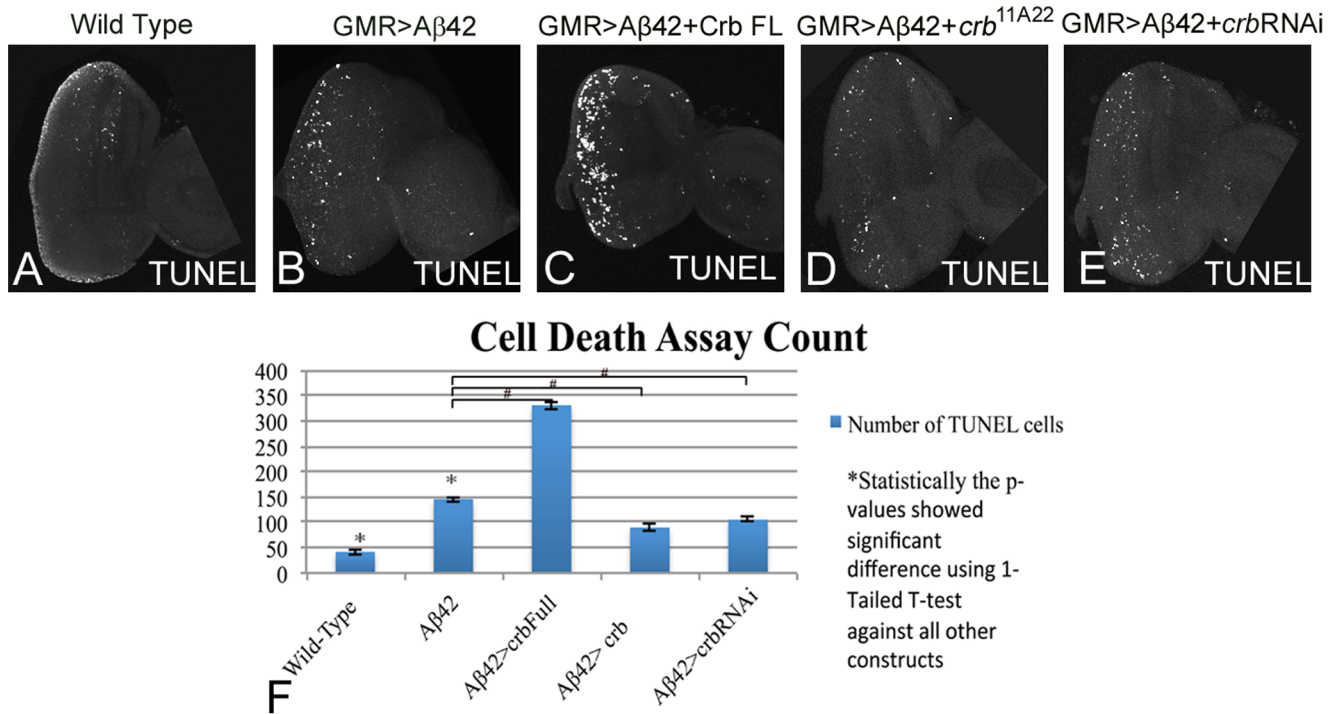 Wild Type
GMR>Aβ42
GMR>Aβ42+Crb FL
GMR>Aβ42+crb11A22
GMR>Aβ42+crbRNAi
A TUNEL
B TUNEL
C TUNEL
D TUNEL
E TUNEL
Cell Death Assay Count
400
350
300
250
200
150
100
50
0
#
#
#
*
*
Wild-Type
Aβ42
Aβ42>crbFull
Aβ42> crb
Aβ42>crbRNAi
Number of TUNEL cells
*Statistically the p-
values showed
significant
difference using 1-
Tailed T-test
against all other
constructs
F